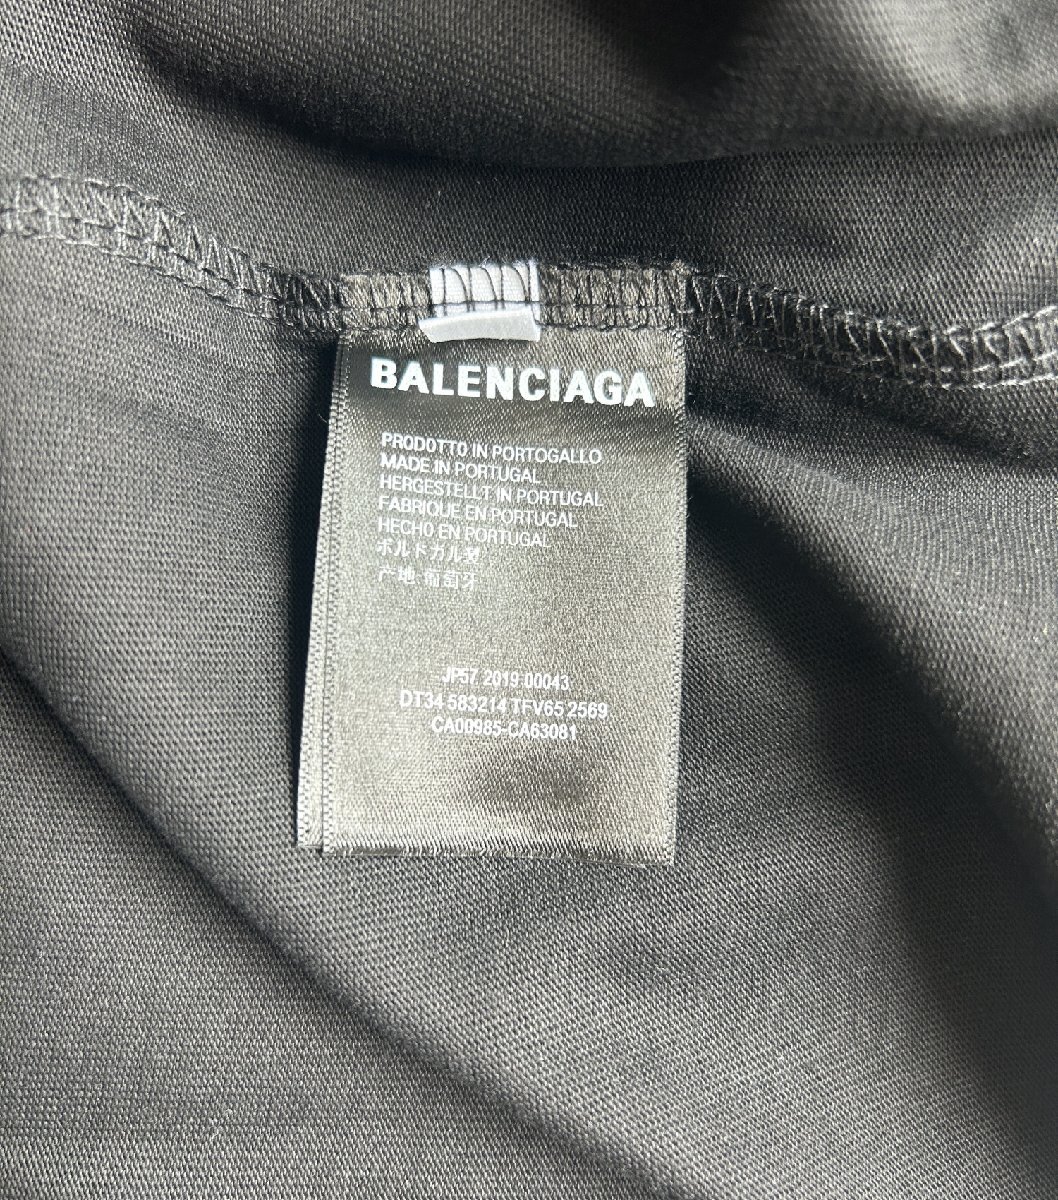 BALENCIAGA
PRODOTTO IN PORTOGALLO
MADE IN PORTUGAL
HERGESTELLT IN PORTUGAL
FABRIQUE EN PORTUGAL
HECHO EN PORTUGAL
ポルトガル製
产地:葡萄牙
JP57 2019 00043
DT34 583214 TFV65 2569
CA00985-CA63081